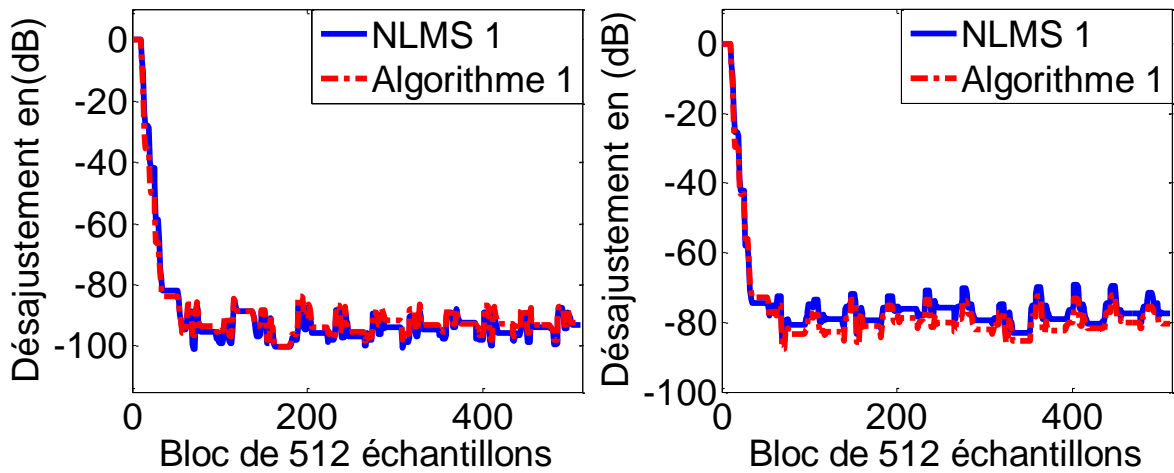 Désajustement en(dB)
0
-20
-40
-60
-80
-100
NLMS 1
Algorithme 1
0
200
400
Bloc de 512 échantillons
Désajustement en (dB)
0
-20
-40
-60
-80
-100
NLMS 1
Algorithme 1
0
200
400
Bloc de 512 échantillons